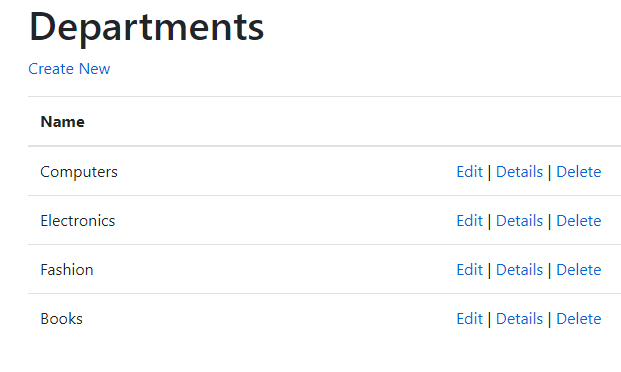 Departments
Create New
Name
Computers Edit | Details | Delete
Electronics Edit | Details | Delete
Fashion Edit | Details | Delete
Books Edit | Details | Delete